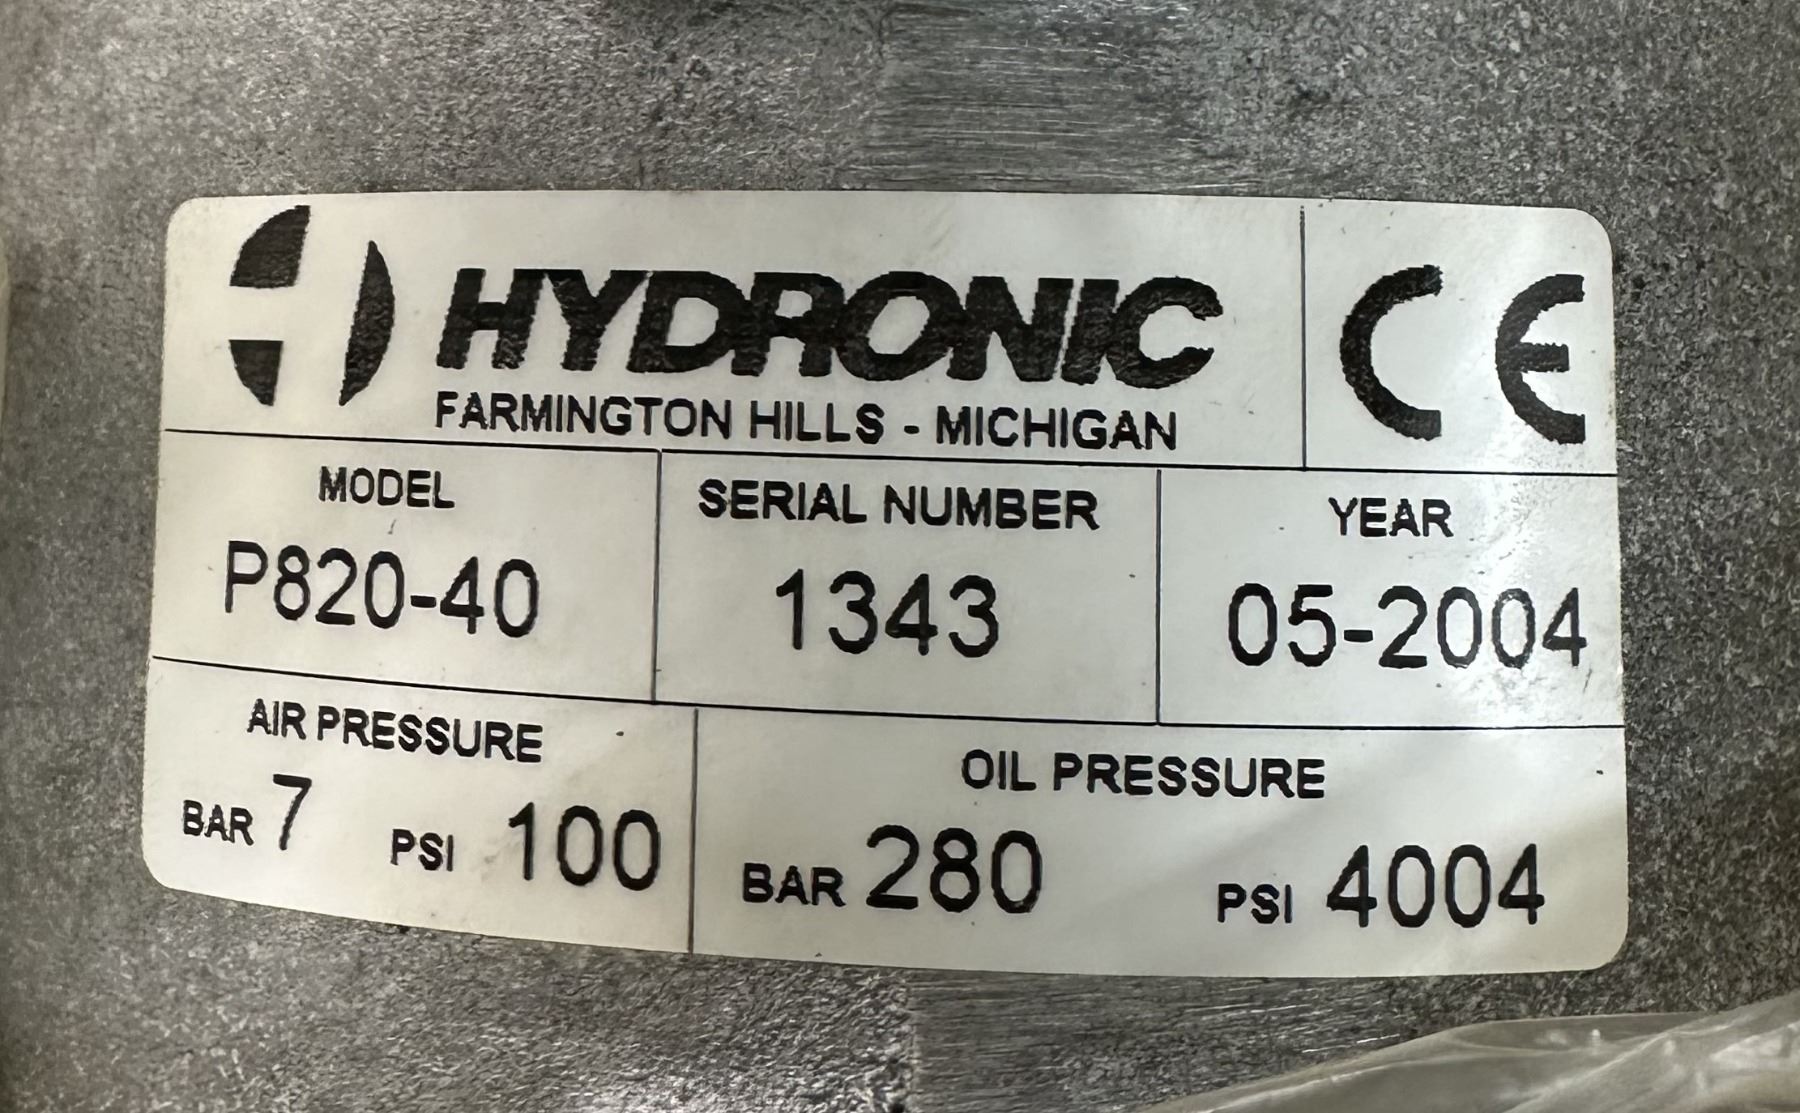 HYDRONIC
FARMINGTON HILLS - MICHIGAN
CE
MODEL
P820-40
SERIAL NUMBER
1343
YEAR
05-2004
AIR PRESSURE
BAR 7 PSI 100
OIL PRESSURE
BAR 280 PSI 4004